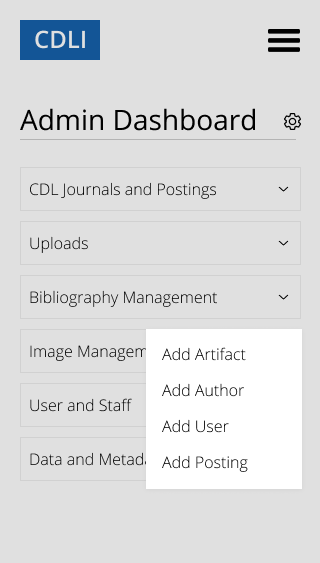 CDLI
Admin Dashboard
CDL Journals and Postings
Uploads
Bibliography Management
Image Managem
User and Staff
Data and Metad
Add Artifact
Add Author
Add User
Add Posting